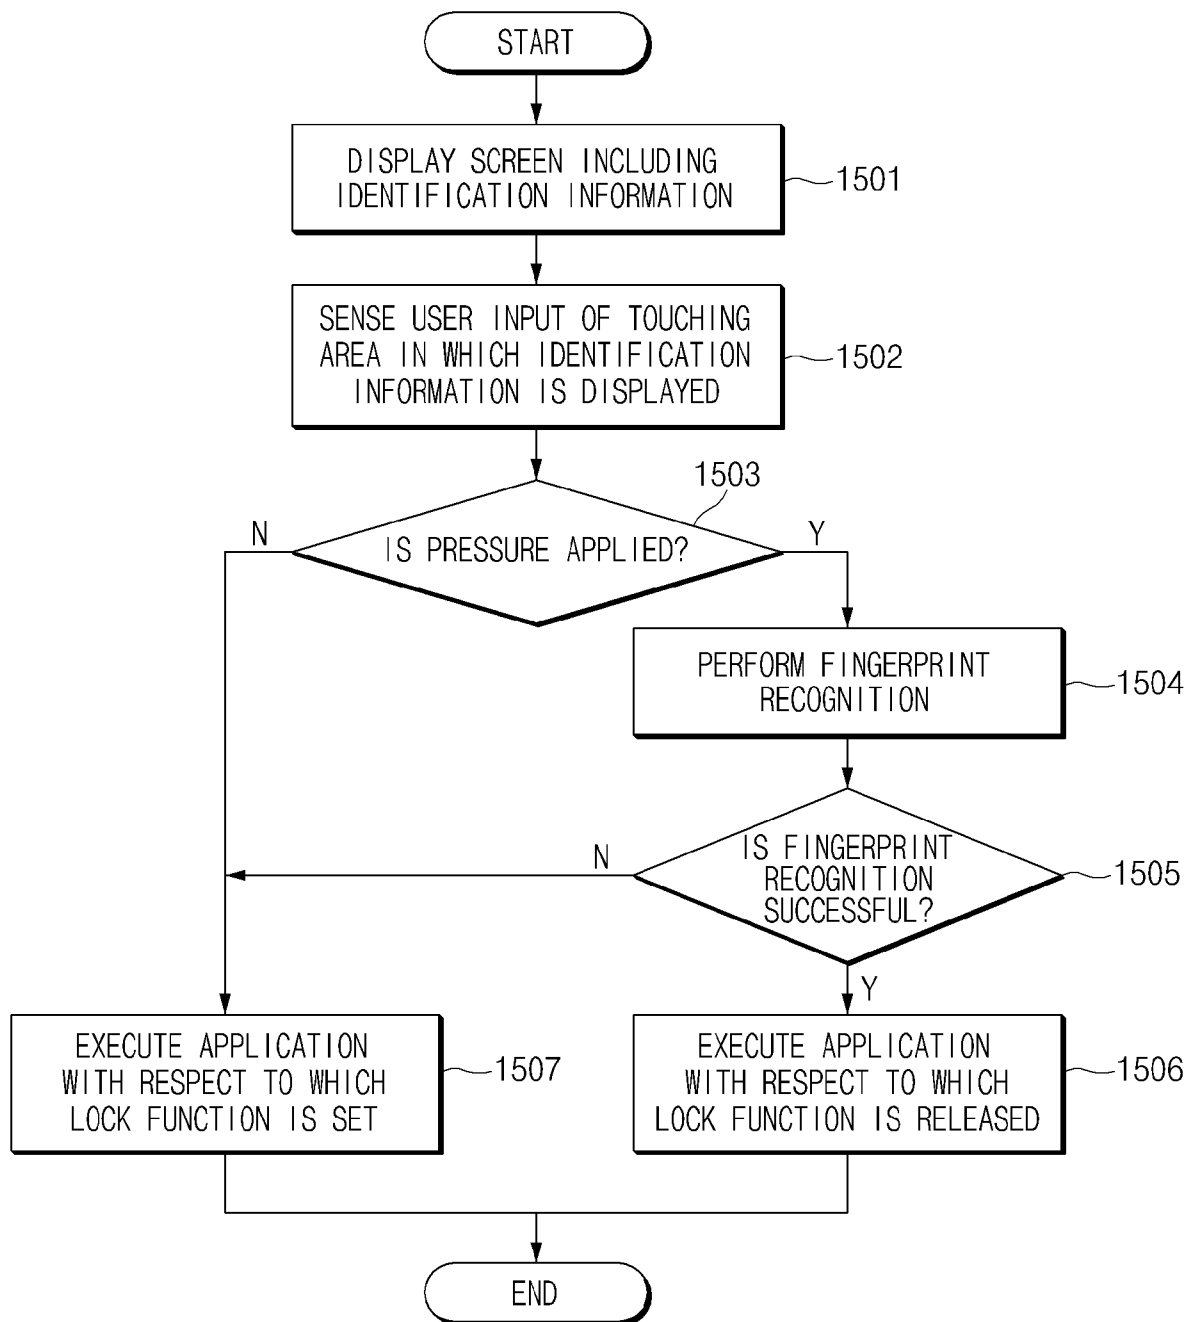 START
DISPLAY SCREEN INCLUDING
IDENTIFICATION INFORMATION
1501
SENSE USER INPUT OF TOUCHING
AREA IN WHICH IDENTIFICATION
INFORMATION IS DISPLAYED
1502
1503
N
IS PRESSURE APPLIED?
Y
PERFORM FINGERPRINT
RECOGNITION
1504
N
IS FINGERPRINT
RECOGNITION
SUCCESSFUL?
1505
Y
EXECUTE APPLICATION
WITH RESPECT TO WHICH
LOCK FUNCTION IS SET
1507
EXECUTE APPLICATION
WITH RESPECT TO WHICH
LOCK FUNCTION IS RELEASED
1506
END